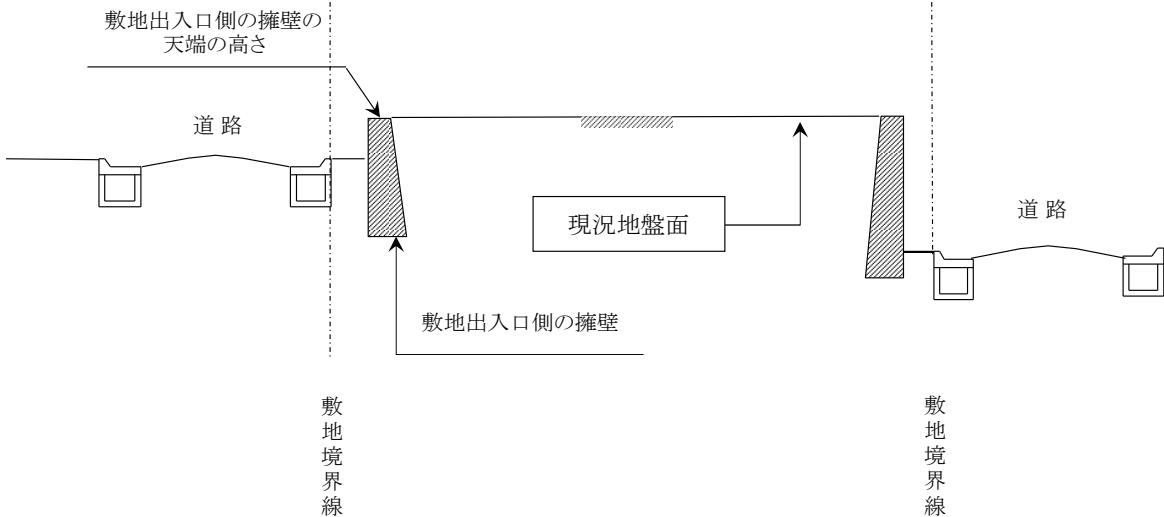 敷地出入口側の擁壁の
天端の高さ
道路
現況地盤面
道路
敷地出入口側の擁壁
敷地境界線
敷地境界線